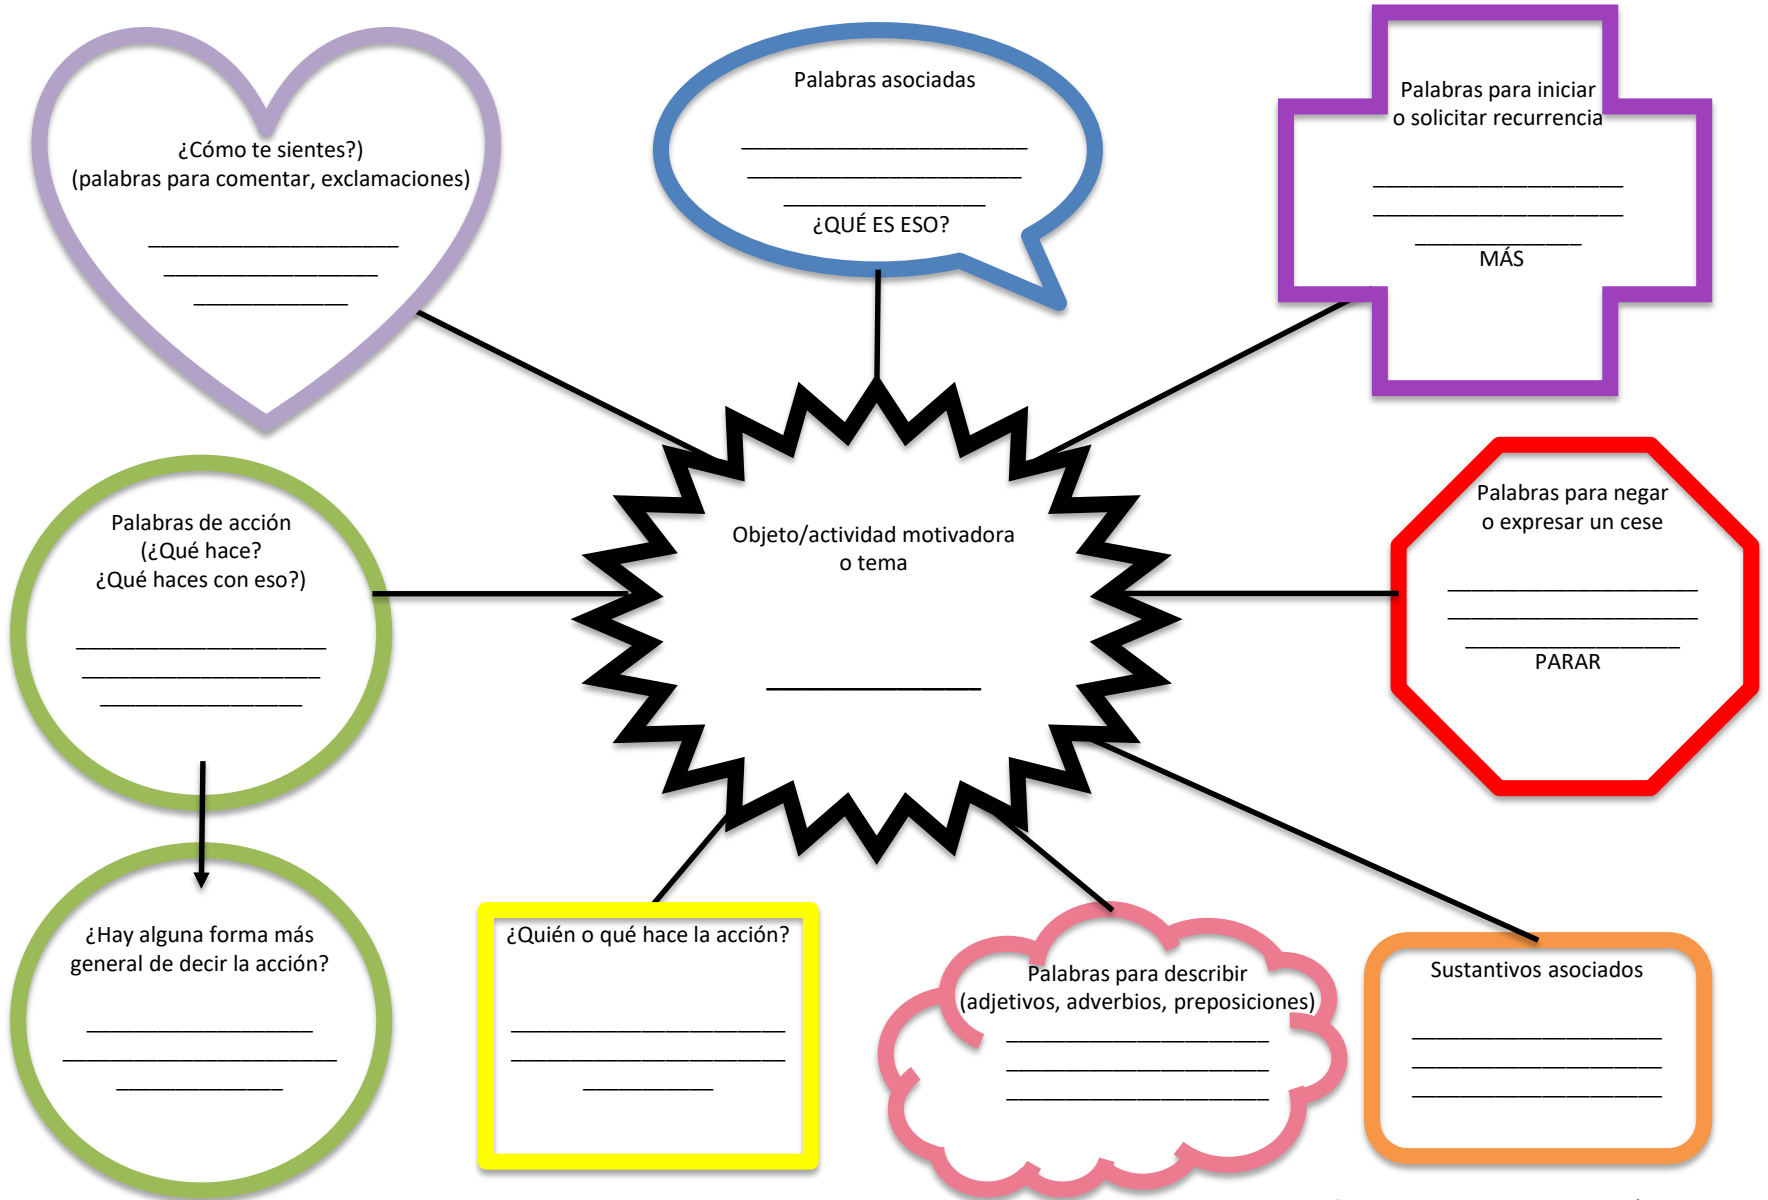 ¿Cómo te sientes?)
(palabras para comentar, exclamaciones)
Palabras asociadas
¿QUÉ ES ESO?
Palabras para iniciar
o solicitar recurrencia
MÁS
Palabras de acción
(¿Qué hace?
¿Qué haces con eso?)
Objeto/actividad motivadora
o tema
Palabras para negar
o expresar un cese
PARAR
¿Hay alguna forma más
general de decir la acción?
¿Quién o qué hace la acción?
Palabras para describir
(adjetivos, adverbios, preposiciones)
Sustantivos asociados